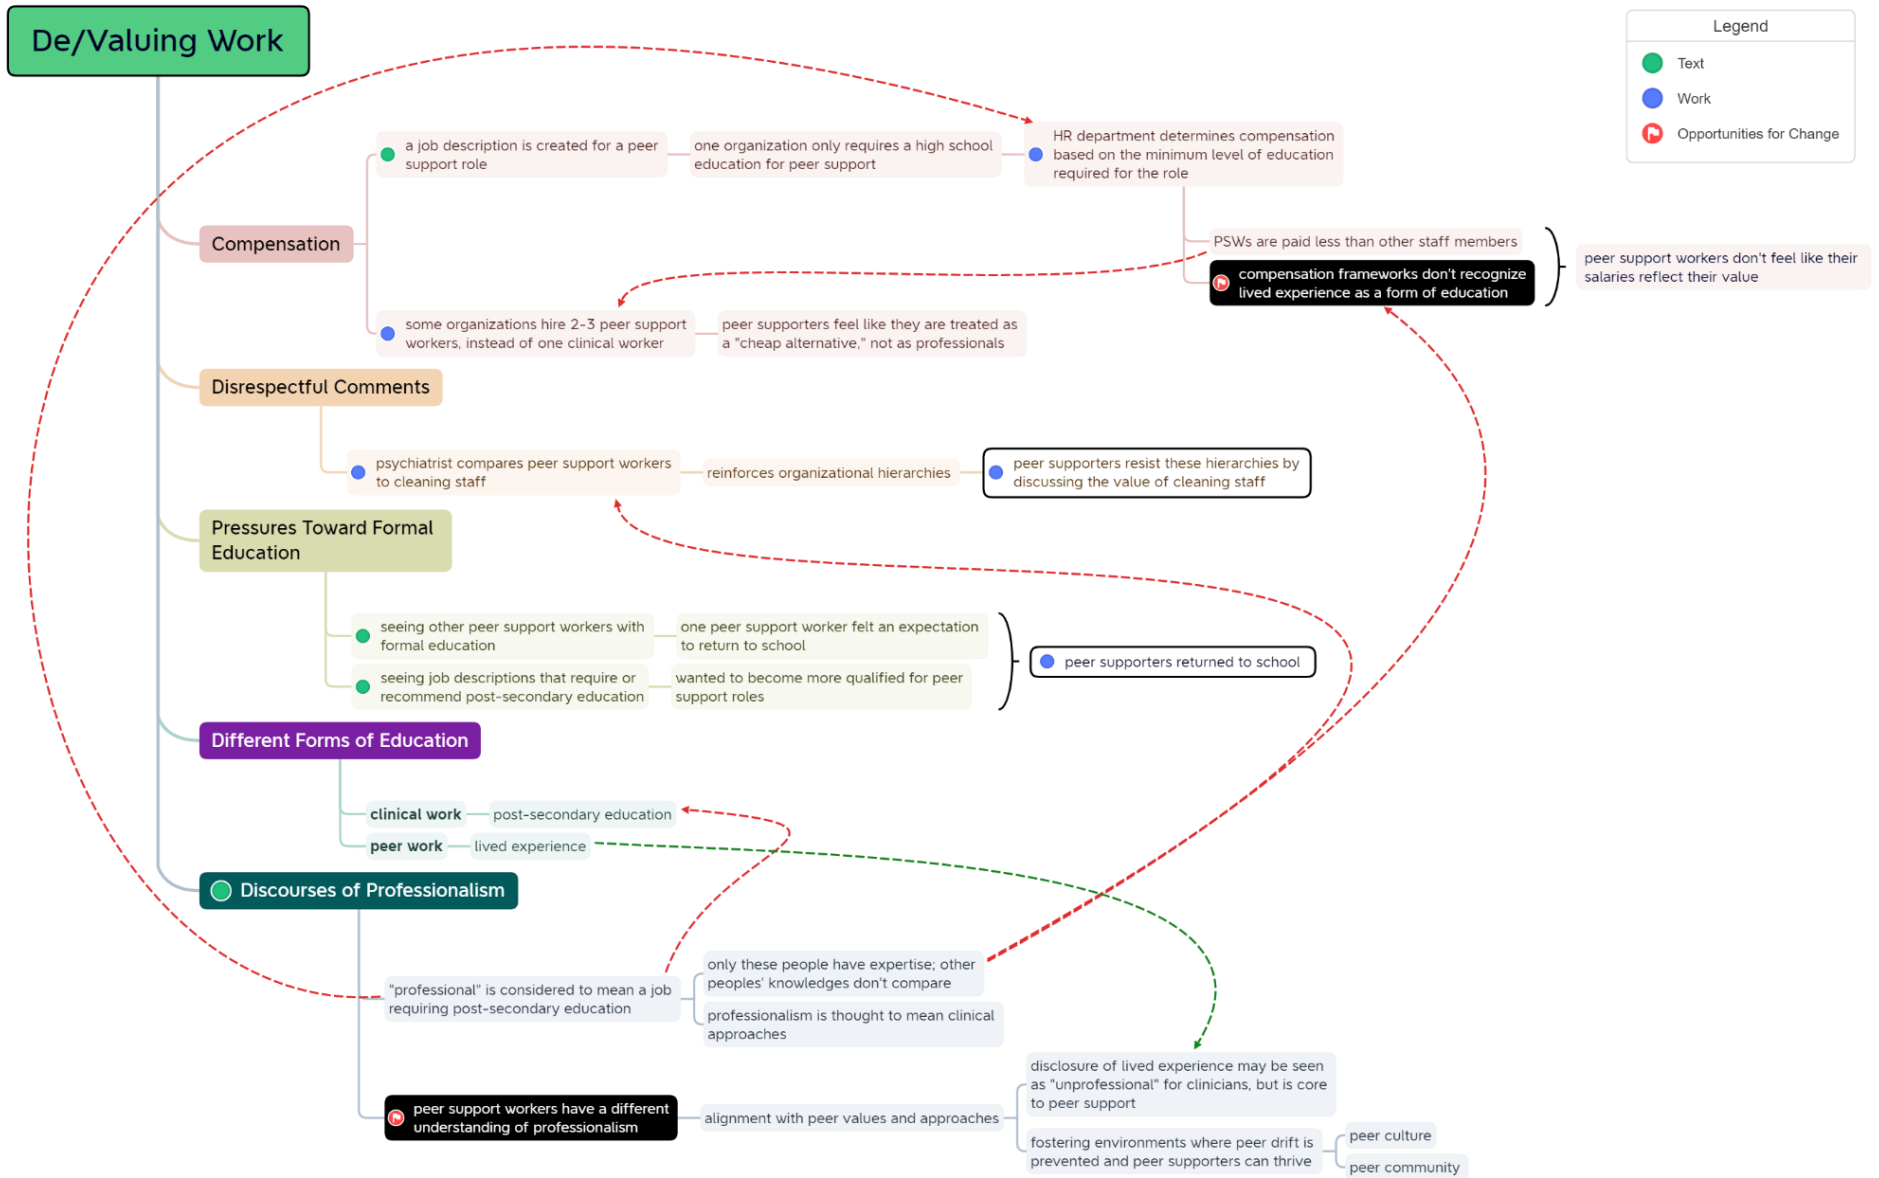 De/Valuing Work
Legend
Text
Work
Opportunities for Change
a job description is created for a peer
support role
one organization only requires a high school
education for peer support
HR department determines compensation
based on the minimum level of education
required for the role
Compensation
PSWs are paid less than other staff members
compensation frameworks don't recognize
lived experience as a form of education
peer support workers don't feel like their
salaries reflect their value
some organizations hire 2-3 peer support
workers, instead of one clinical worker
peer supporters feel like they are treated as
a "cheap alternative," not as professionals
Disrespectful Comments
psychiatrist compares peer support workers
to cleaning staff
reinforces organizational hierarchies
peer supporters resist these hierarchies by
discussing the value of cleaning staff
Pressures Toward Formal
Education
seeing other peer support workers with
formal education
one peer support worker felt an expectation
to return to school
seeing job descriptions that require or
recommend post-secondary education
wanted to become more qualified for peer
support roles
peer supporters returned to school
Different Forms of Education
clinical work
post-secondary education
peer work
lived experience
Discourses of Professionalism
"professional" is considered to mean a job
requiring post-secondary education
only these people have expertise; other
peoples' knowledges don't compare
professionalism is thought to mean clinical
approaches
peer support workers have a different
understanding of professionalism
alignment with peer values and approaches
disclosure of lived experience may be seen
as "unprofessional" for clinicians, but is core
to peer support
fostering environments where peer drift is
prevented and peer supporters can thrive
peer culture
peer community